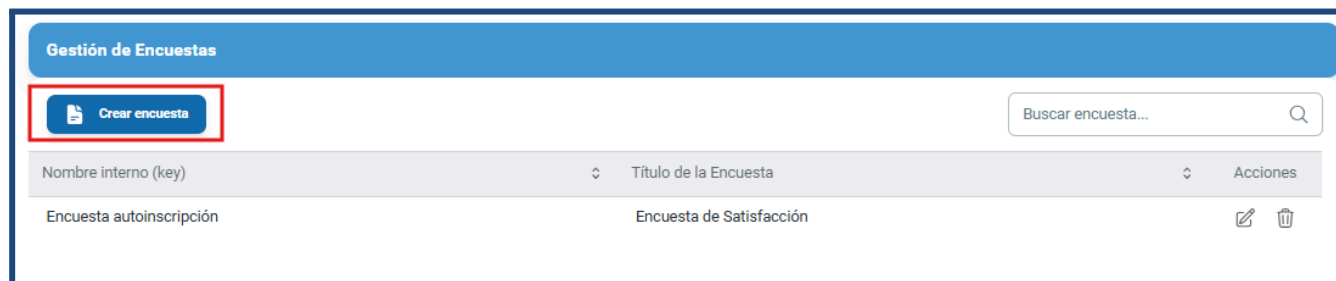 Gestión de Encuestas
Crear encuesta
Buscar encuesta...
Nombre interno (key) Título de la Encuesta Acciones
Encuesta autoinscripción Encuesta de Satisfacción